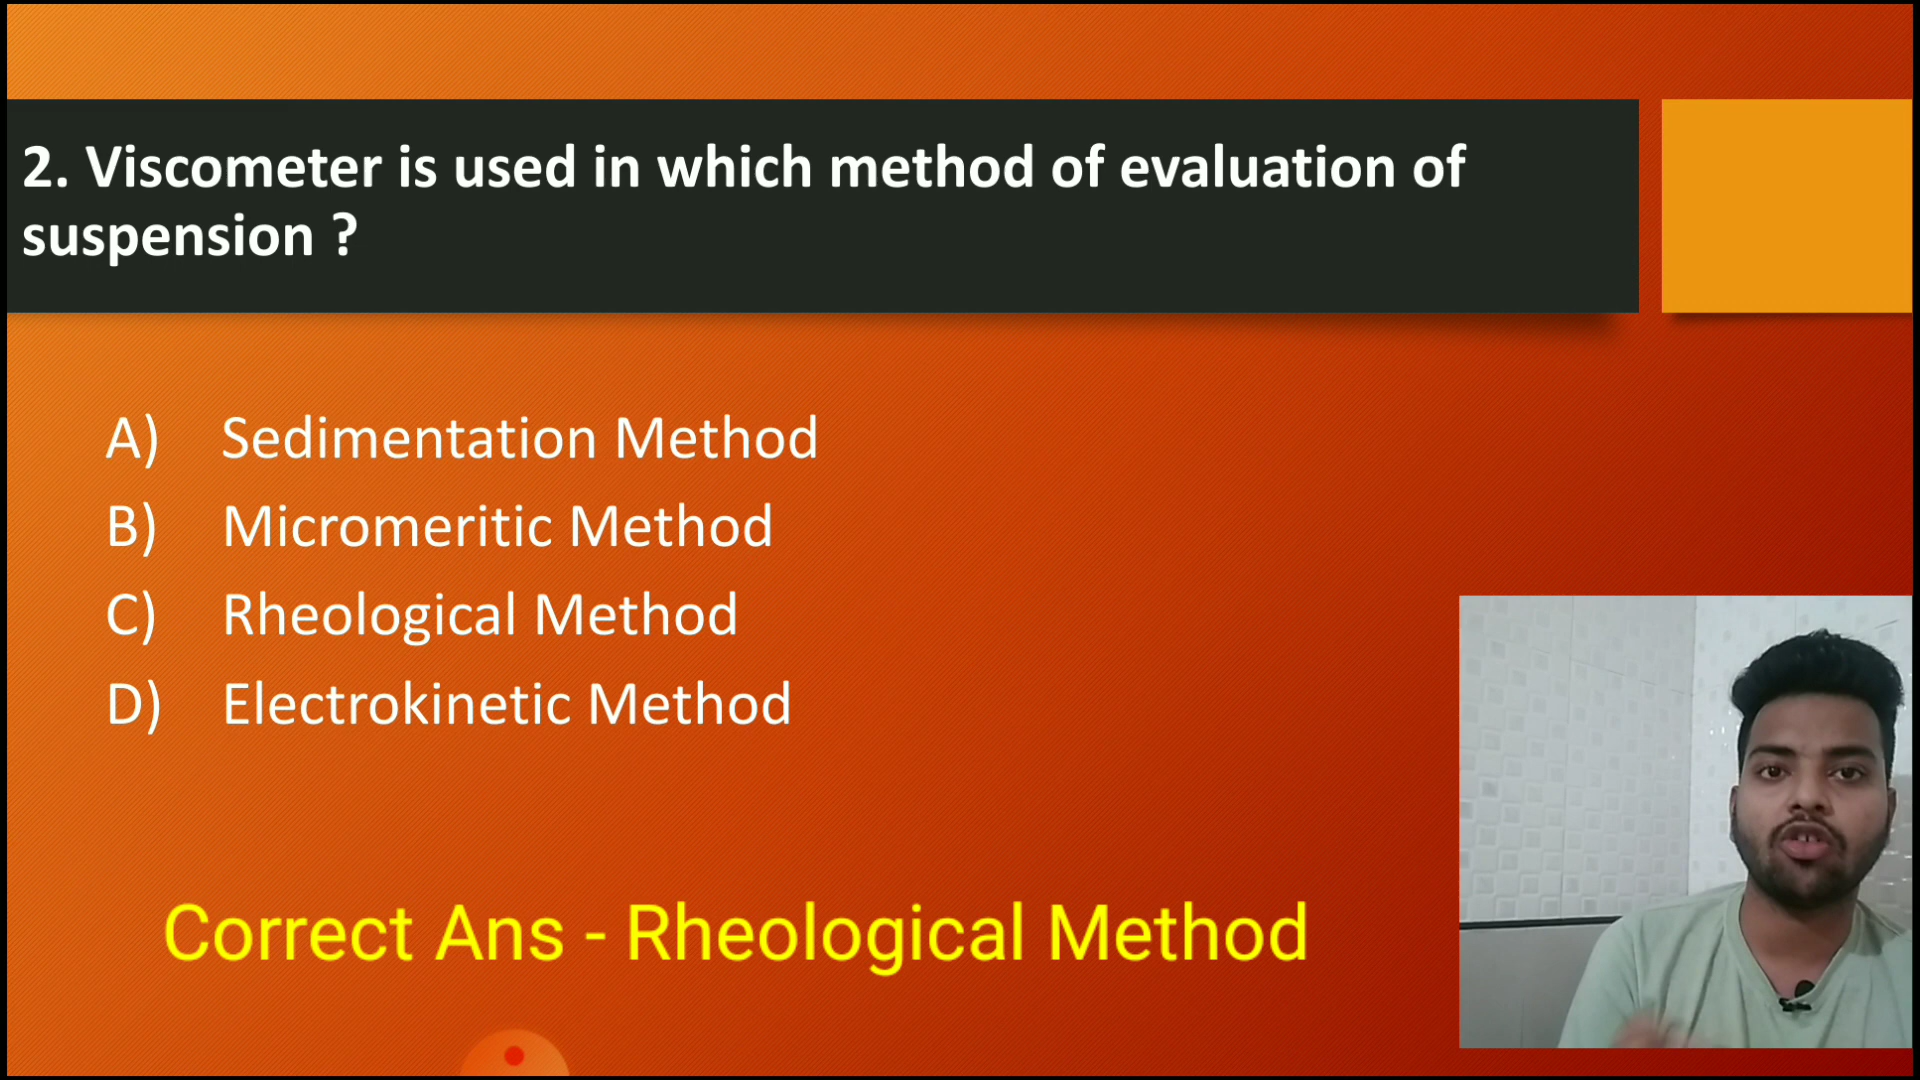 2. Viscometer is used in which method of evaluation of
suspension ?
A) Sedimentation Method
B) Micromeritic Method
C) Rheological Method
D) Electrokinetic Method
Correct Ans - Rheological Method